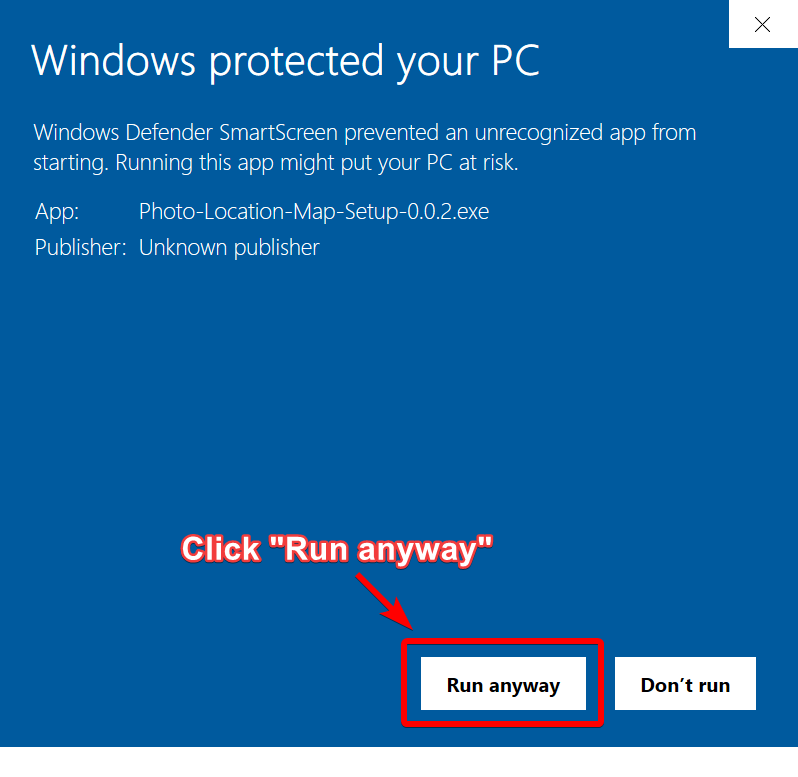 Windows protected your PC
Windows Defender SmartScreen prevented an unrecognized app from
starting. Running this app might put your PC at risk.
App: Photo-Location-Map-Setup-0.0.2.exe
Publisher: Unknown publisher
Click "Run anyway"
Run anyway Don’t run